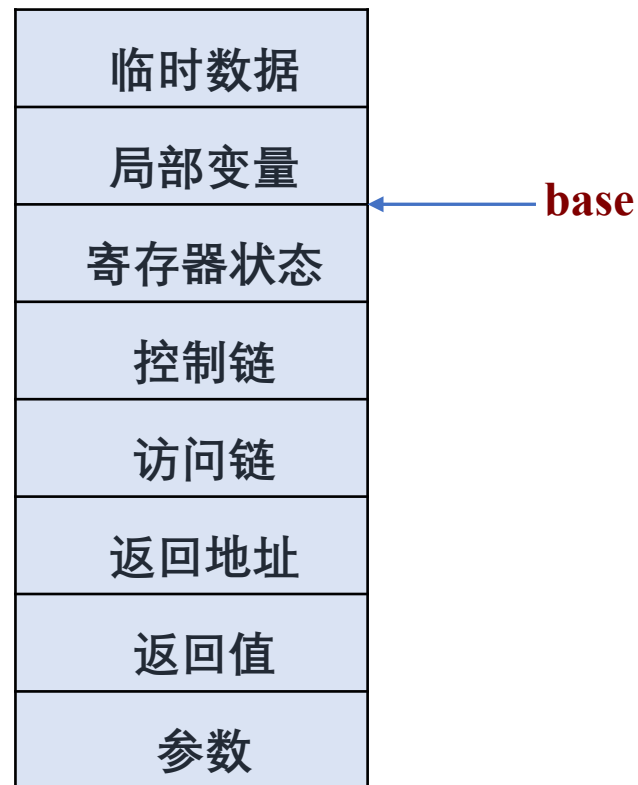 临时数据
局部变量
base
寄存器状态
控制链
访问链
返回地址
返回值
参数